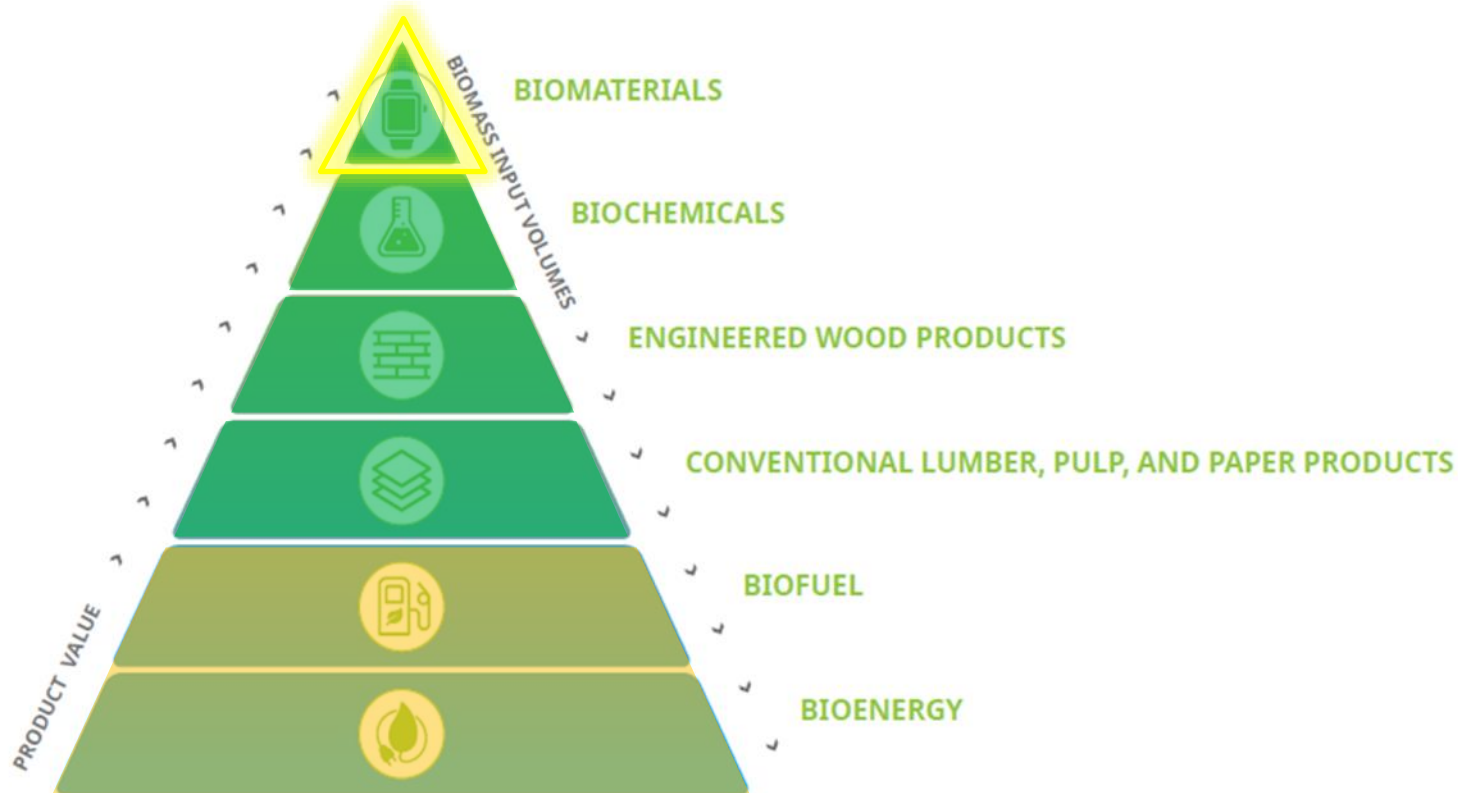 BIOMASS INPUT VOLUMES
BIOMATERIALS
BIOCHEMICALS
ENGINEERED WOOD PRODUCTS
CONVENTIONAL LUMBER, PULP, AND PAPER PRODUCTS
BIOFUEL
PRODUCT VALUE
BIOENERGY